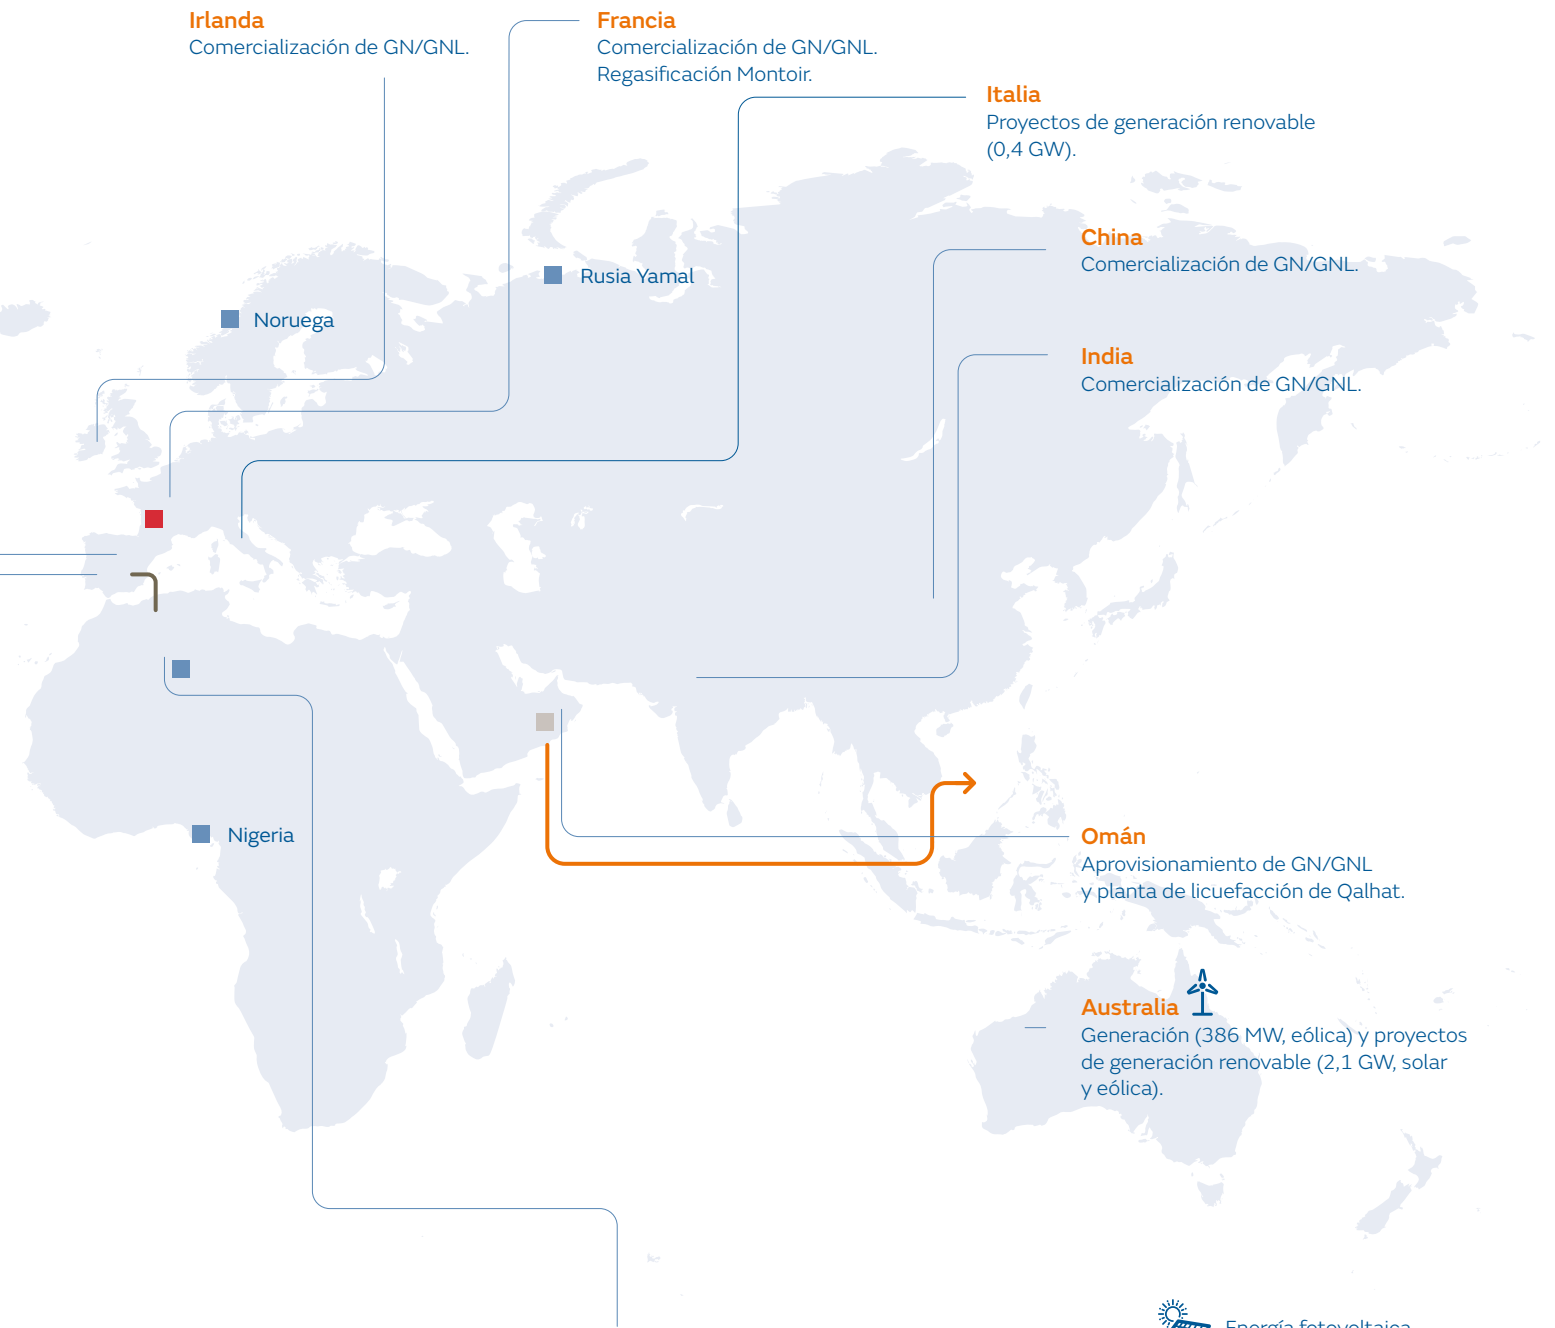 Irlanda
Comercialización de GN/GNL.
Francia
Comercialización de GN/GNL.
Regasificación Montoir.
Italia
Proyectos de generación renovable
(0,4 GW).
China
Comercialización de GN/GNL.
Rusia Yamal
Noruega
India
Comercialización de GN/GNL.
Nigeria
Omán
Aprovisionamiento de GN/GNL
y planta de licuefacción de Qalhat.
Australia
Generación (386 MW, eólica) y proyectos
de generación renovable (2,1 GW, solar
y eólica).
Energía fotovoltaica